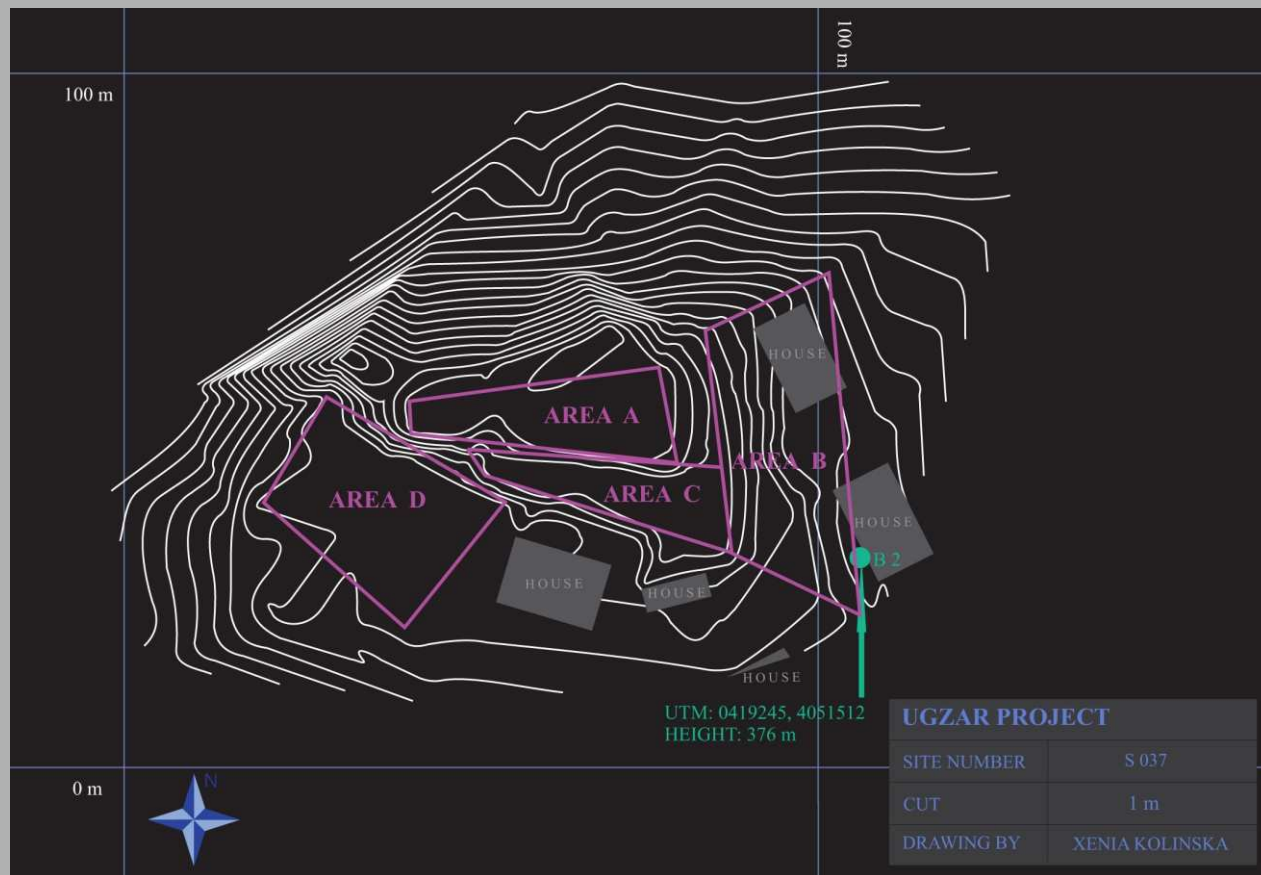 100 m
100 m
HOUSE
AREA A
AREA B
AREA C
AREA D
HOUSE
B 2
HOUSE
HOUSE
HOUSE
UTM: 0419245, 4051512
HEIGHT: 376 m
0 m
N
UGZAR PROJECT
SITE NUMBER S 037
CUT 1 m
DRAWING BY XENIA KOLINSKA